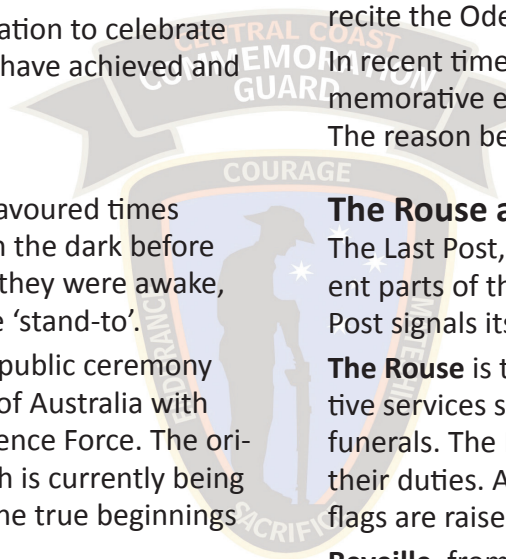 ation to celebrate
have achieved and
avoured times
n the dark before
they were awake,
e ‘stand-to’.
public ceremony
of Australia with
ence Force. The ori-
h is currently being
he true beginnings
recite the Ode
In recent time
memorative e
The reason be
The Rouse a
The Last Post,
ent parts of th
Post signals its
The Rouse is t
tive services s
funerals. The
their duties. A
flags are raise
Reveille, from
CENTRAL COAST
COMMEMORATION
GUARD
COURAGE
ENDURANCE
MATESHIP
SACRIFI